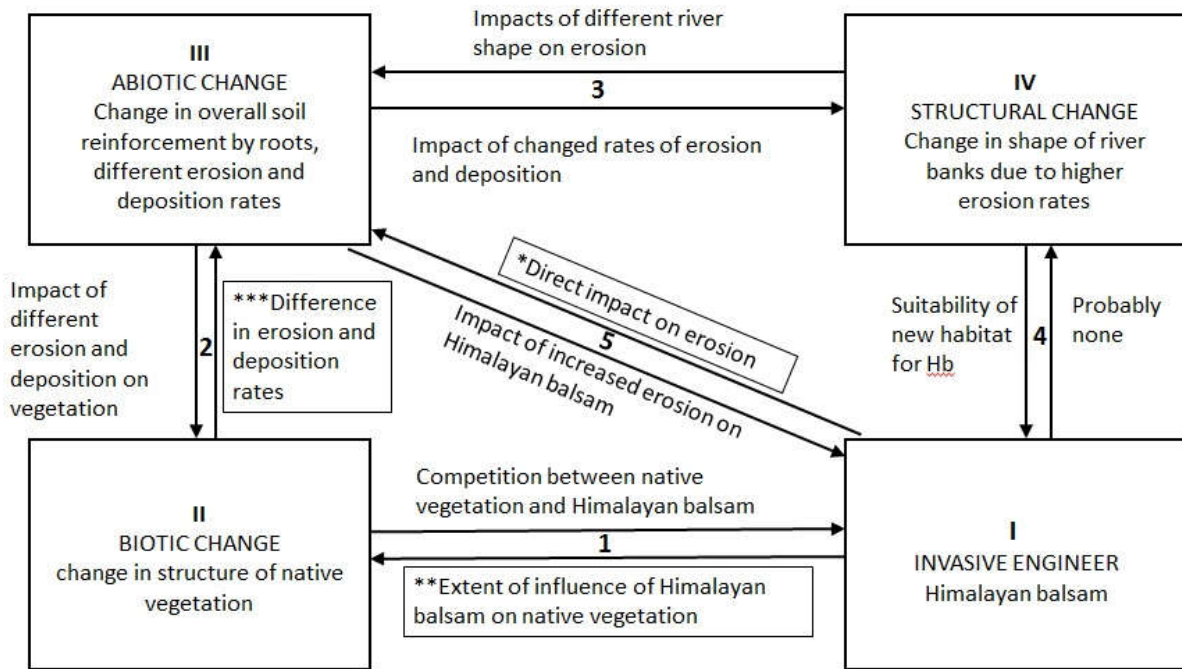 III
ABIOTIC CHANGE
Change in overall soil
reinforcement by roots,
different erosion and
deposition rates
Impacts of different river
shape on erosion
3
Impact of changed rates of erosion
and deposition
IV
STRUCTURAL CHANGE
Change in shape of river
banks due to higher
erosion rates
Impact of
different
erosion and
deposition on
vegetation
2
***Difference
in erosion and
deposition
rates
*Direct impact on erosion
5
Impact of increased erosion on
Himalayan balsam
Suitability of
new habitat
for Hb
4
Probably
none
II
BIOTIC CHANGE
change in structure of native
vegetation
Competition between native
vegetation and Himalayan balsam
1
**Extent of influence of Himalayan
balsam on native vegetation
I
INVASIVE ENGINEER
Himalayan balsam